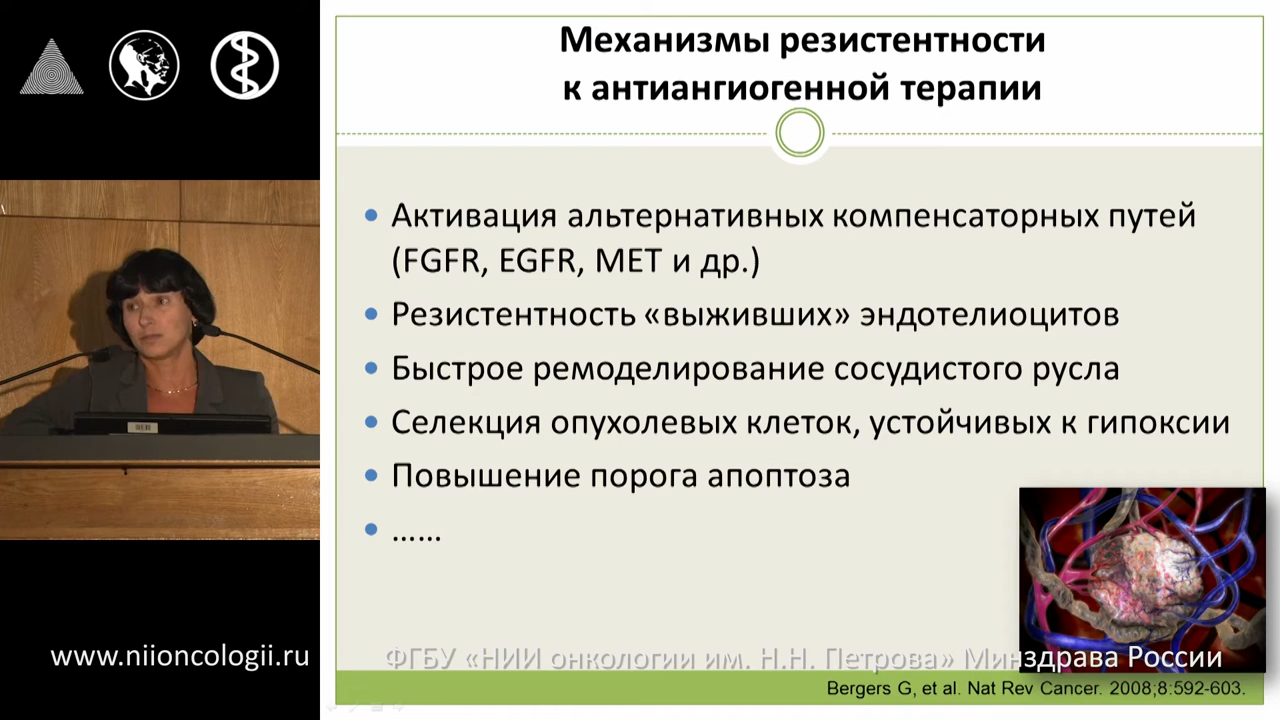 Механизмы резистентности
к антиангиогенной терапии
• Активация альтернативных компенсаторных путей
(FGFR, EGFR, MET и др.)
• Резистентность «выживших» эндотелиоцитов
• Быстрое ремоделирование сосудистого русла
• Селекция опухолевых клеток, устойчивых к гипоксии
• Повышение порога апоптоза
• ……
www.niioncologii.ru
ФГБУ «НИИ онкологии им. Н.Н. Петрова» Минздрава России
Bergers G, et al. Nat Rev Cancer. 2008;8:592-603.